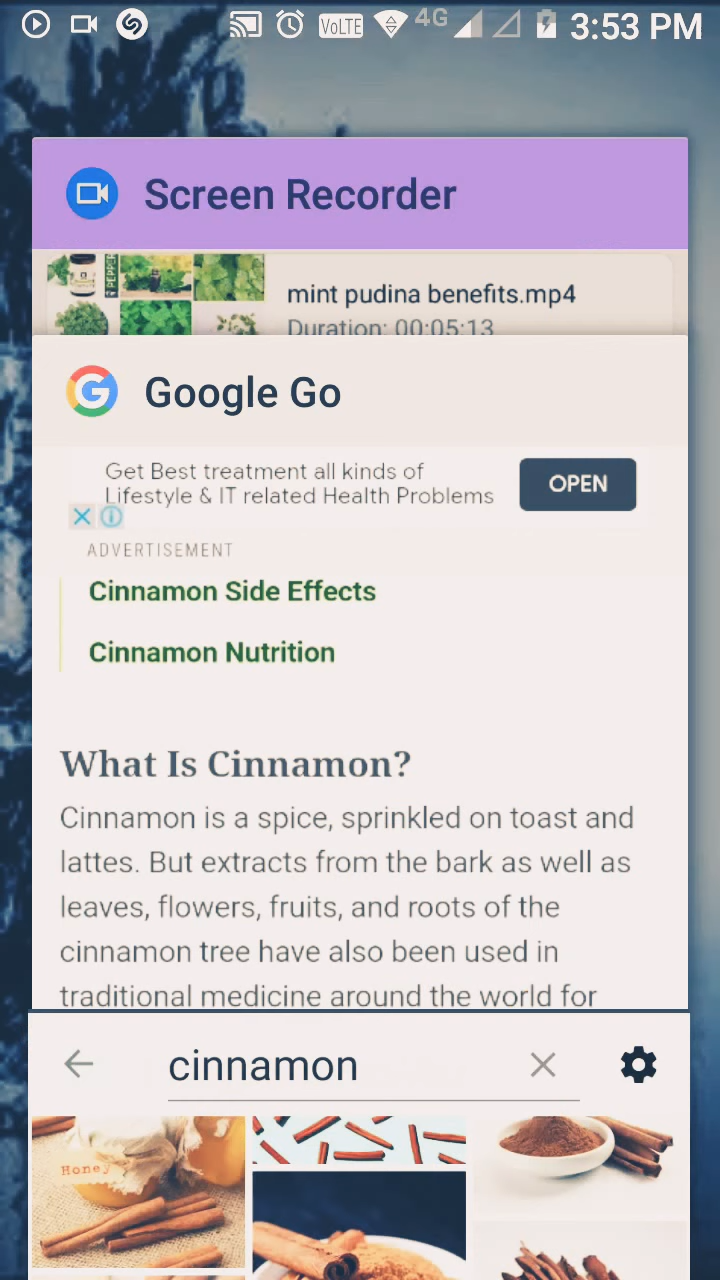 VoLTE 4G 3:53 PM
Screen Recorder
PEPPER
mint pudina benefits.mp4
Duration: 00:05:13
Google Go
Get Best treatment all kinds of
Lifestyle & IT related Health Problems
OPEN
ADVERTISEMENT
Cinnamon Side Effects
Cinnamon Nutrition
What Is Cinnamon?
Cinnamon is a spice, sprinkled on toast and
lattes. But extracts from the bark as well as
leaves, flowers, fruits, and roots of the
cinnamon tree have also been used in
traditional medicine around the world for
cinnamon
Honey